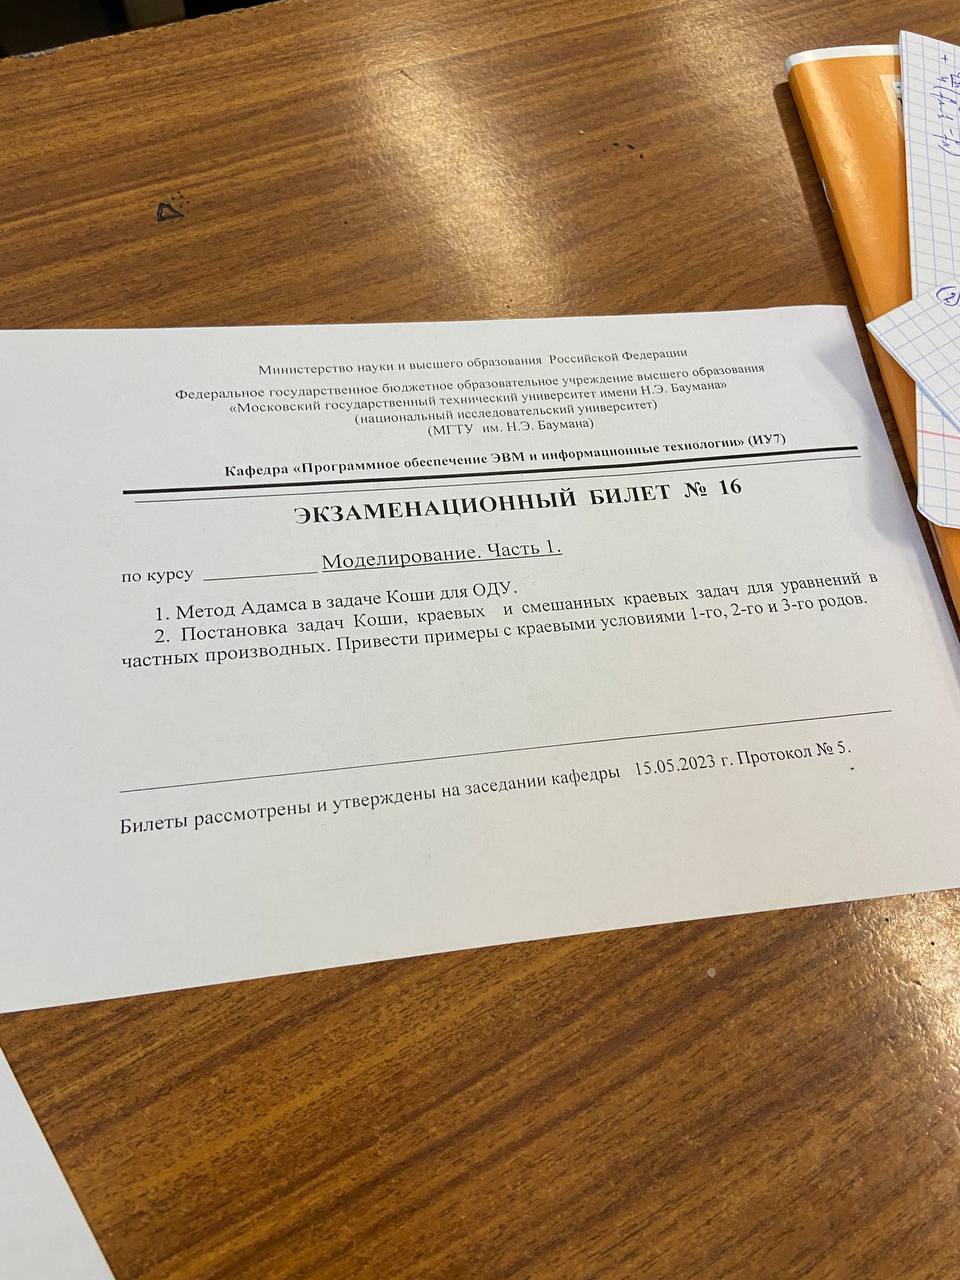 Министерство науки и высшего образования Российской Федерации
Федеральное государственное бюджетное образовательное учреждение высшего образования
«Московский государственный технический университет имени Н.Э. Баумана»
(национальный исследовательский университет)
(МГТУ им. Н.Э. Баумана)
Кафедра «Программное обеспечение ЭВМ и информационные технологии» (ИУ7)
ЭКЗАМЕНАЦИОННЫЙ БИЛЕТ № 16
по курсу Моделирование. Часть 1.
1. Метод Адамса в задаче Коши для ОДУ.
2. Постановка задач Коши, краевых и смешанных краевых задач для уравнений в
частных производных. Привести примеры с краевыми условиями 1-го, 2-го и 3-го родов.
Билеты рассмотрены и утверждены на заседании кафедры 15.05.2023 г. Протокол № 5.